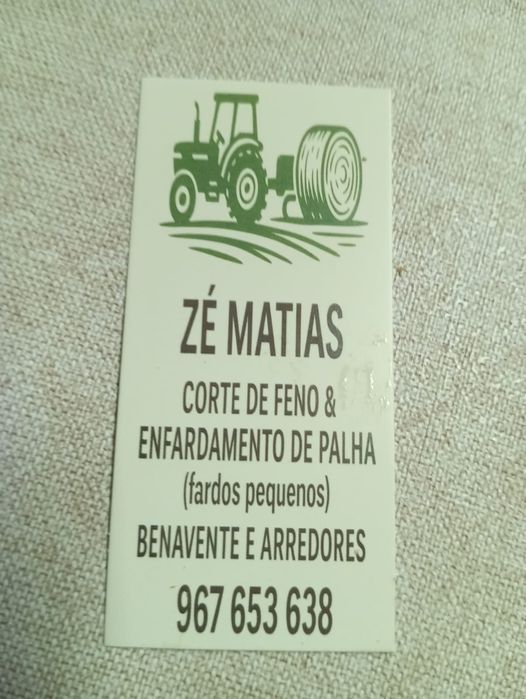 ZÉ MATIAS
CORTE DE FENO &
ENFARDAMENTO DE PALHA
(fardos pequenos)
BENAVENTE E ARREDORES
967 653 638